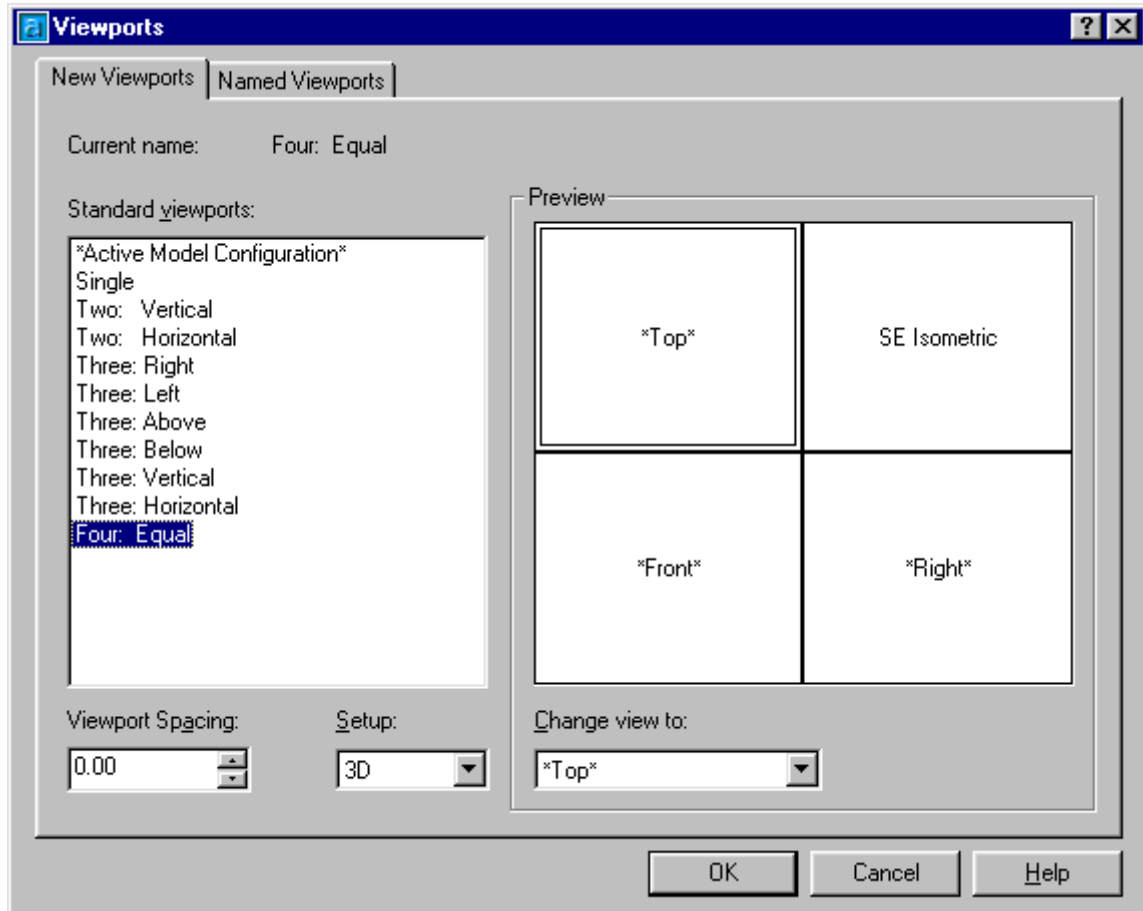 Viewports
New Viewports
Named Viewports
Current name: Four: Equal
Standard viewports:
*Active Model Configuration*
Single
Two: Vertical
Two: Horizontal
Three: Right
Three: Left
Three: Above
Three: Below
Three: Vertical
Three: Horizontal
Four: Equal
Viewport Spacing:
0.00
Setup:
3D
Preview
*Top*
SE Isometric
*Front*
*Right*
Change view to:
*Top*
OK
Cancel
Help